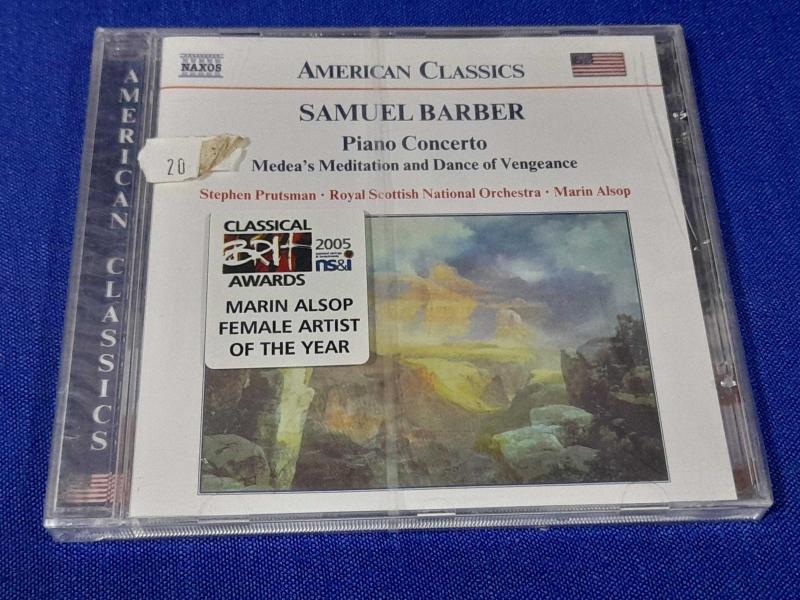 NAXOS
AMERICAN CLASSICS
SAMUEL BARBER
Piano Concerto
Medea's Meditation and Dance of Vengeance
Stephen Prutsman · Royal Scottish National Orchestra · Marin Alsop
20
CLASSICAL
BRIT 2005
ns&i
AWARDS
MARIN ALSOP
FEMALE ARTIST
OF THE YEAR
AMERICAN CLASSICS